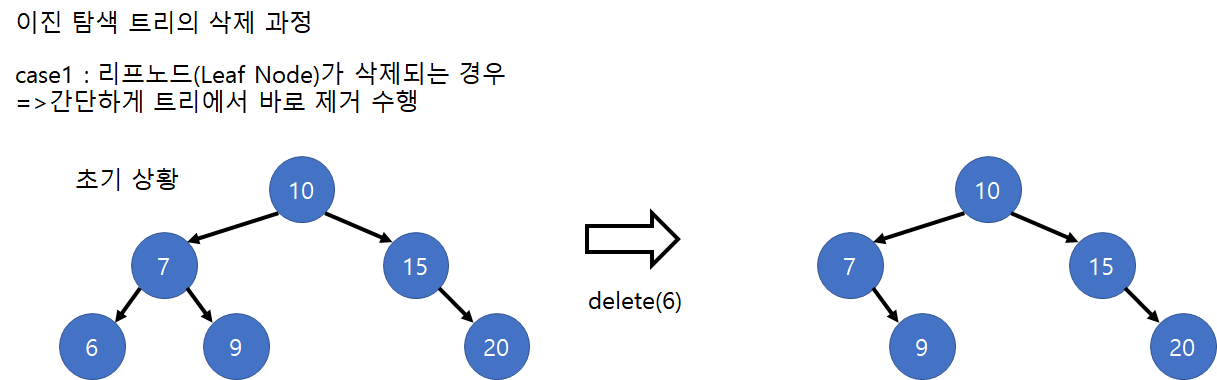 이진 탐색 트리의 삭제 과정
case1 : 리프노드(Leaf Node)가 삭제되는 경우
=>간단하게 트리에서 바로 제거 수행
초기 상황
10
7
15
6
9
20
delete(6)
10
7
15
9
20